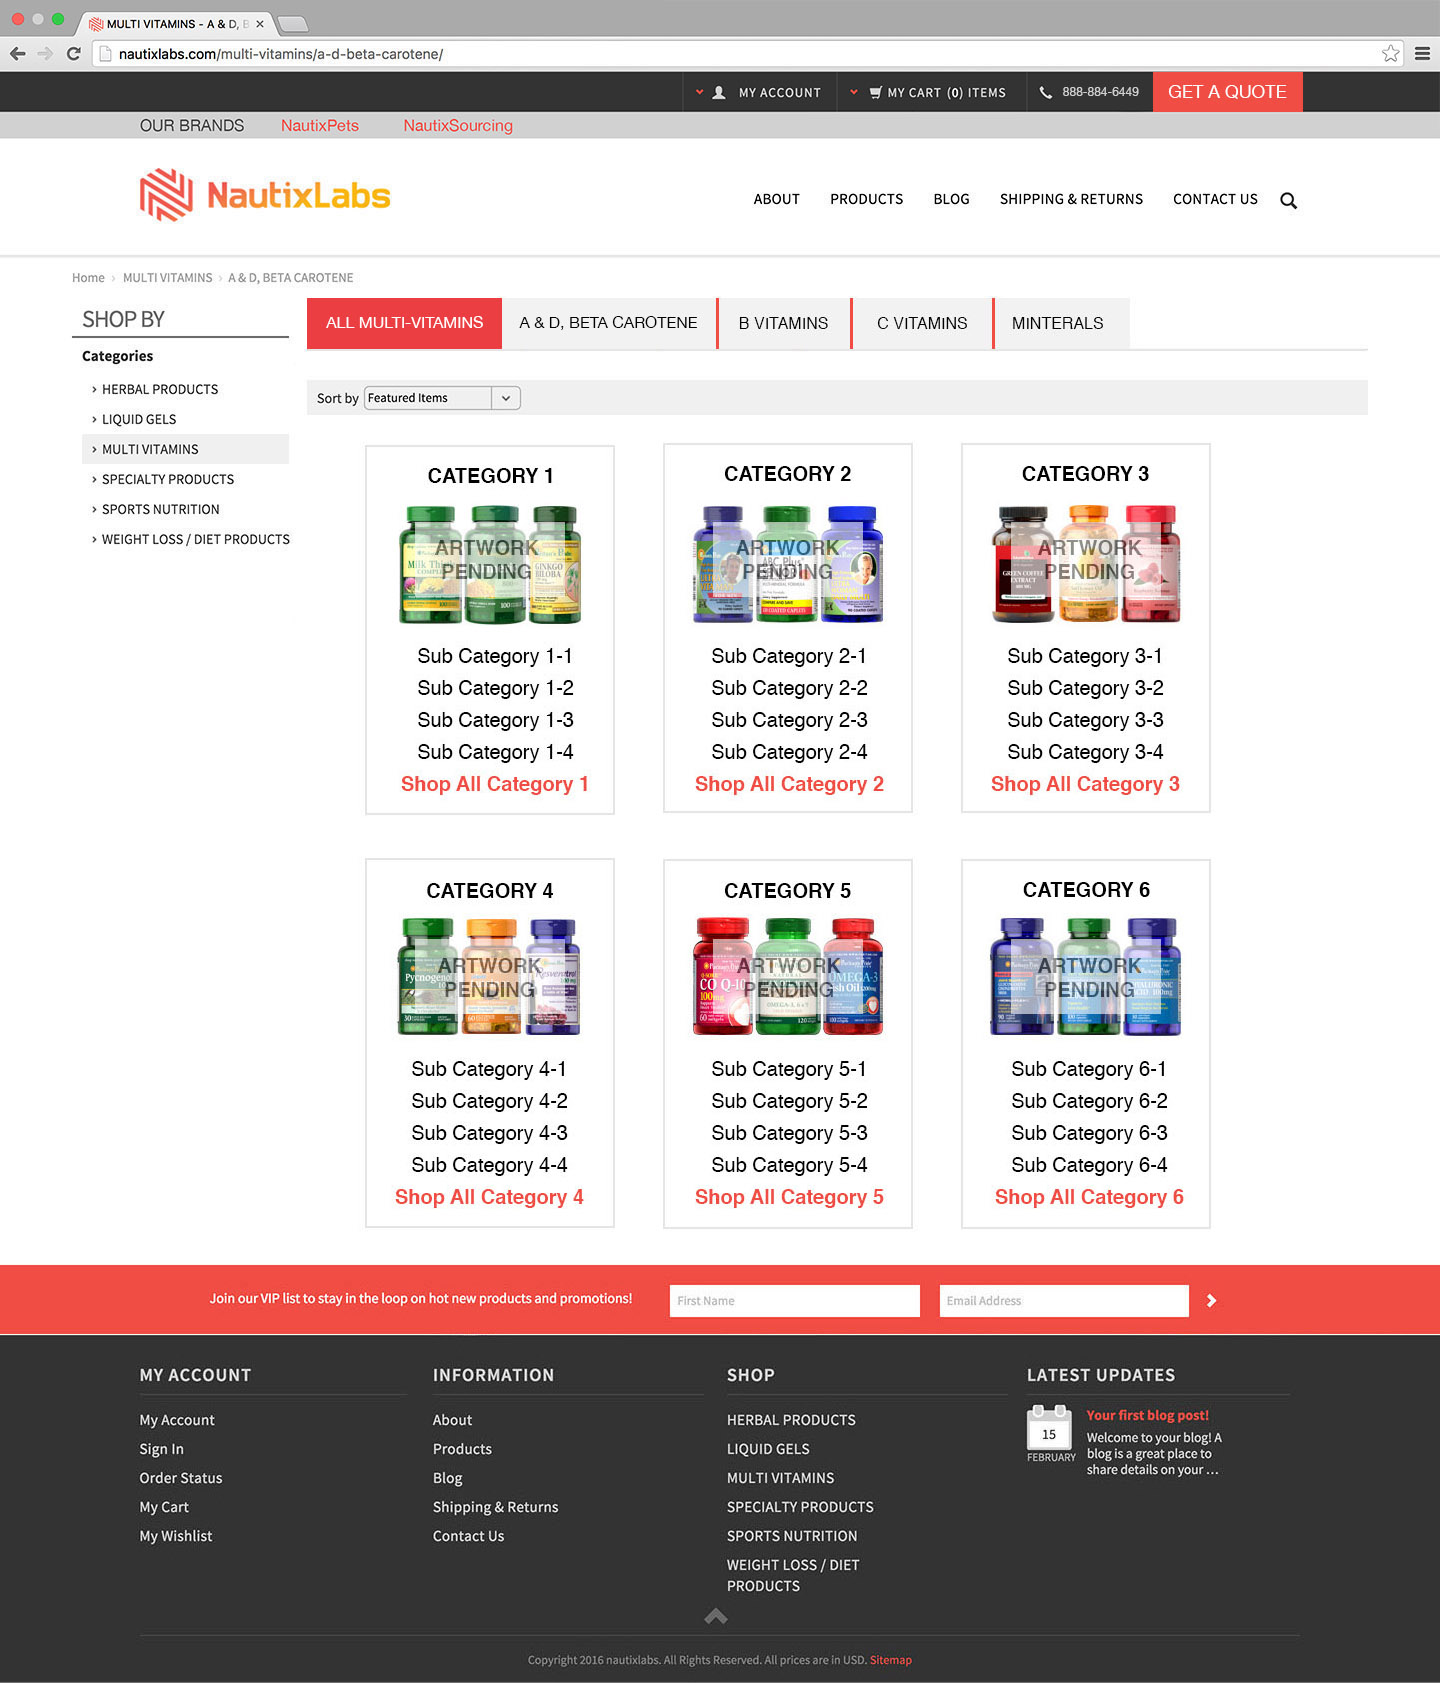 MULTI VITAMINS - A & D, B
nautixlabs.com/multi-vitamins/a-d-beta-carotene/
MY ACCOUNT
MY CART (0) ITEMS
888-884-6449
GET A QUOTE
OUR BRANDS
NautixPets
NautixSourcing
NautixLabs
ABOUT
PRODUCTS
BLOG
SHIPPING & RETURNS
CONTACT US
Home › MULTI VITAMINS › A & D, BETA CAROTENE
SHOP BY
Categories
HERBAL PRODUCTS
LIQUID GELS
MULTI VITAMINS
SPECIALTY PRODUCTS
SPORTS NUTRITION
WEIGHT LOSS / DIET PRODUCTS
ALL MULTI-VITAMINS
A & D, BETA CAROTENE
B VITAMINS
C VITAMINS
MINTERALS
Sort by
Featured Items
CATEGORY 1
ARTWORK
PENDING
Sub Category 1-1
Sub Category 1-2
Sub Category 1-3
Sub Category 1-4
Shop All Category 1
CATEGORY 2
ARTWORK
PENDING
Sub Category 2-1
Sub Category 2-2
Sub Category 2-3
Sub Category 2-4
Shop All Category 2
CATEGORY 3
GREEN COFFEE
EXTRACT
ARTWORK
PENDING
Sub Category 3-1
Sub Category 3-2
Sub Category 3-3
Sub Category 3-4
Shop All Category 3
CATEGORY 4
ARTWORK
PENDING
Sub Category 4-1
Sub Category 4-2
Sub Category 4-3
Sub Category 4-4
Shop All Category 4
CATEGORY 5
ARTWORK
PENDING
Sub Category 5-1
Sub Category 5-2
Sub Category 5-3
Sub Category 5-4
Shop All Category 5
CATEGORY 6
ARTWORK
PENDING
Sub Category 6-1
Sub Category 6-2
Sub Category 6-3
Sub Category 6-4
Shop All Category 6
Join our VIP list to stay in the loop on hot new products and promotions!
First Name
Email Address
MY ACCOUNT
My Account
Sign In
Order Status
My Cart
My Wishlist
INFORMATION
About
Products
Blog
Shipping & Returns
Contact Us
SHOP
HERBAL PRODUCTS
LIQUID GELS
MULTI VITAMINS
SPECIALTY PRODUCTS
SPORTS NUTRITION
WEIGHT LOSS / DIET
PRODUCTS
LATEST UPDATES
15
FEBRUARY
Your first blog post!
Welcome to your blog! A
blog is a great place to
share details on your ...
Copyright 2016 nautixlabs. All Rights Reserved. All prices are in USD. Sitemap